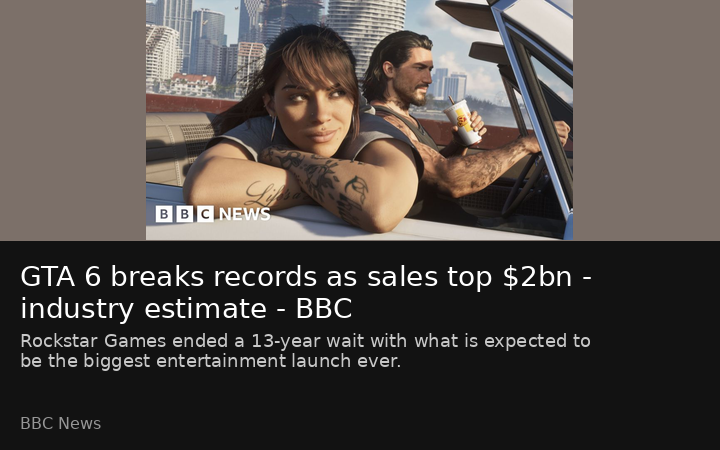 Lifs
BBC NEWS
GTA 6 breaks records as sales top $2bn -
industry estimate - BBC
Rockstar Games ended a 13-year wait with what is expected to
be the biggest entertainment launch ever.
BBC News